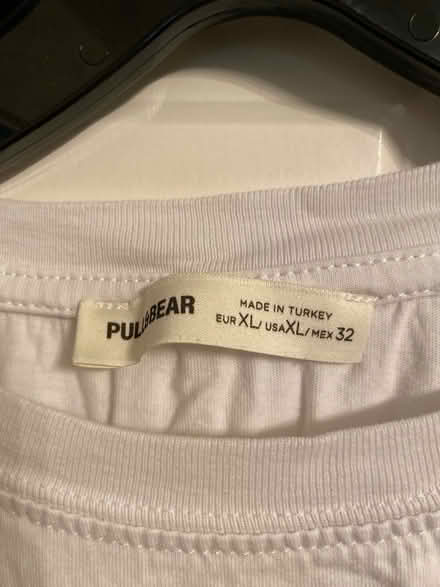 PULL&BEAR
MADE IN TURKEY
EUR XL/ USA XL/ MEX 32